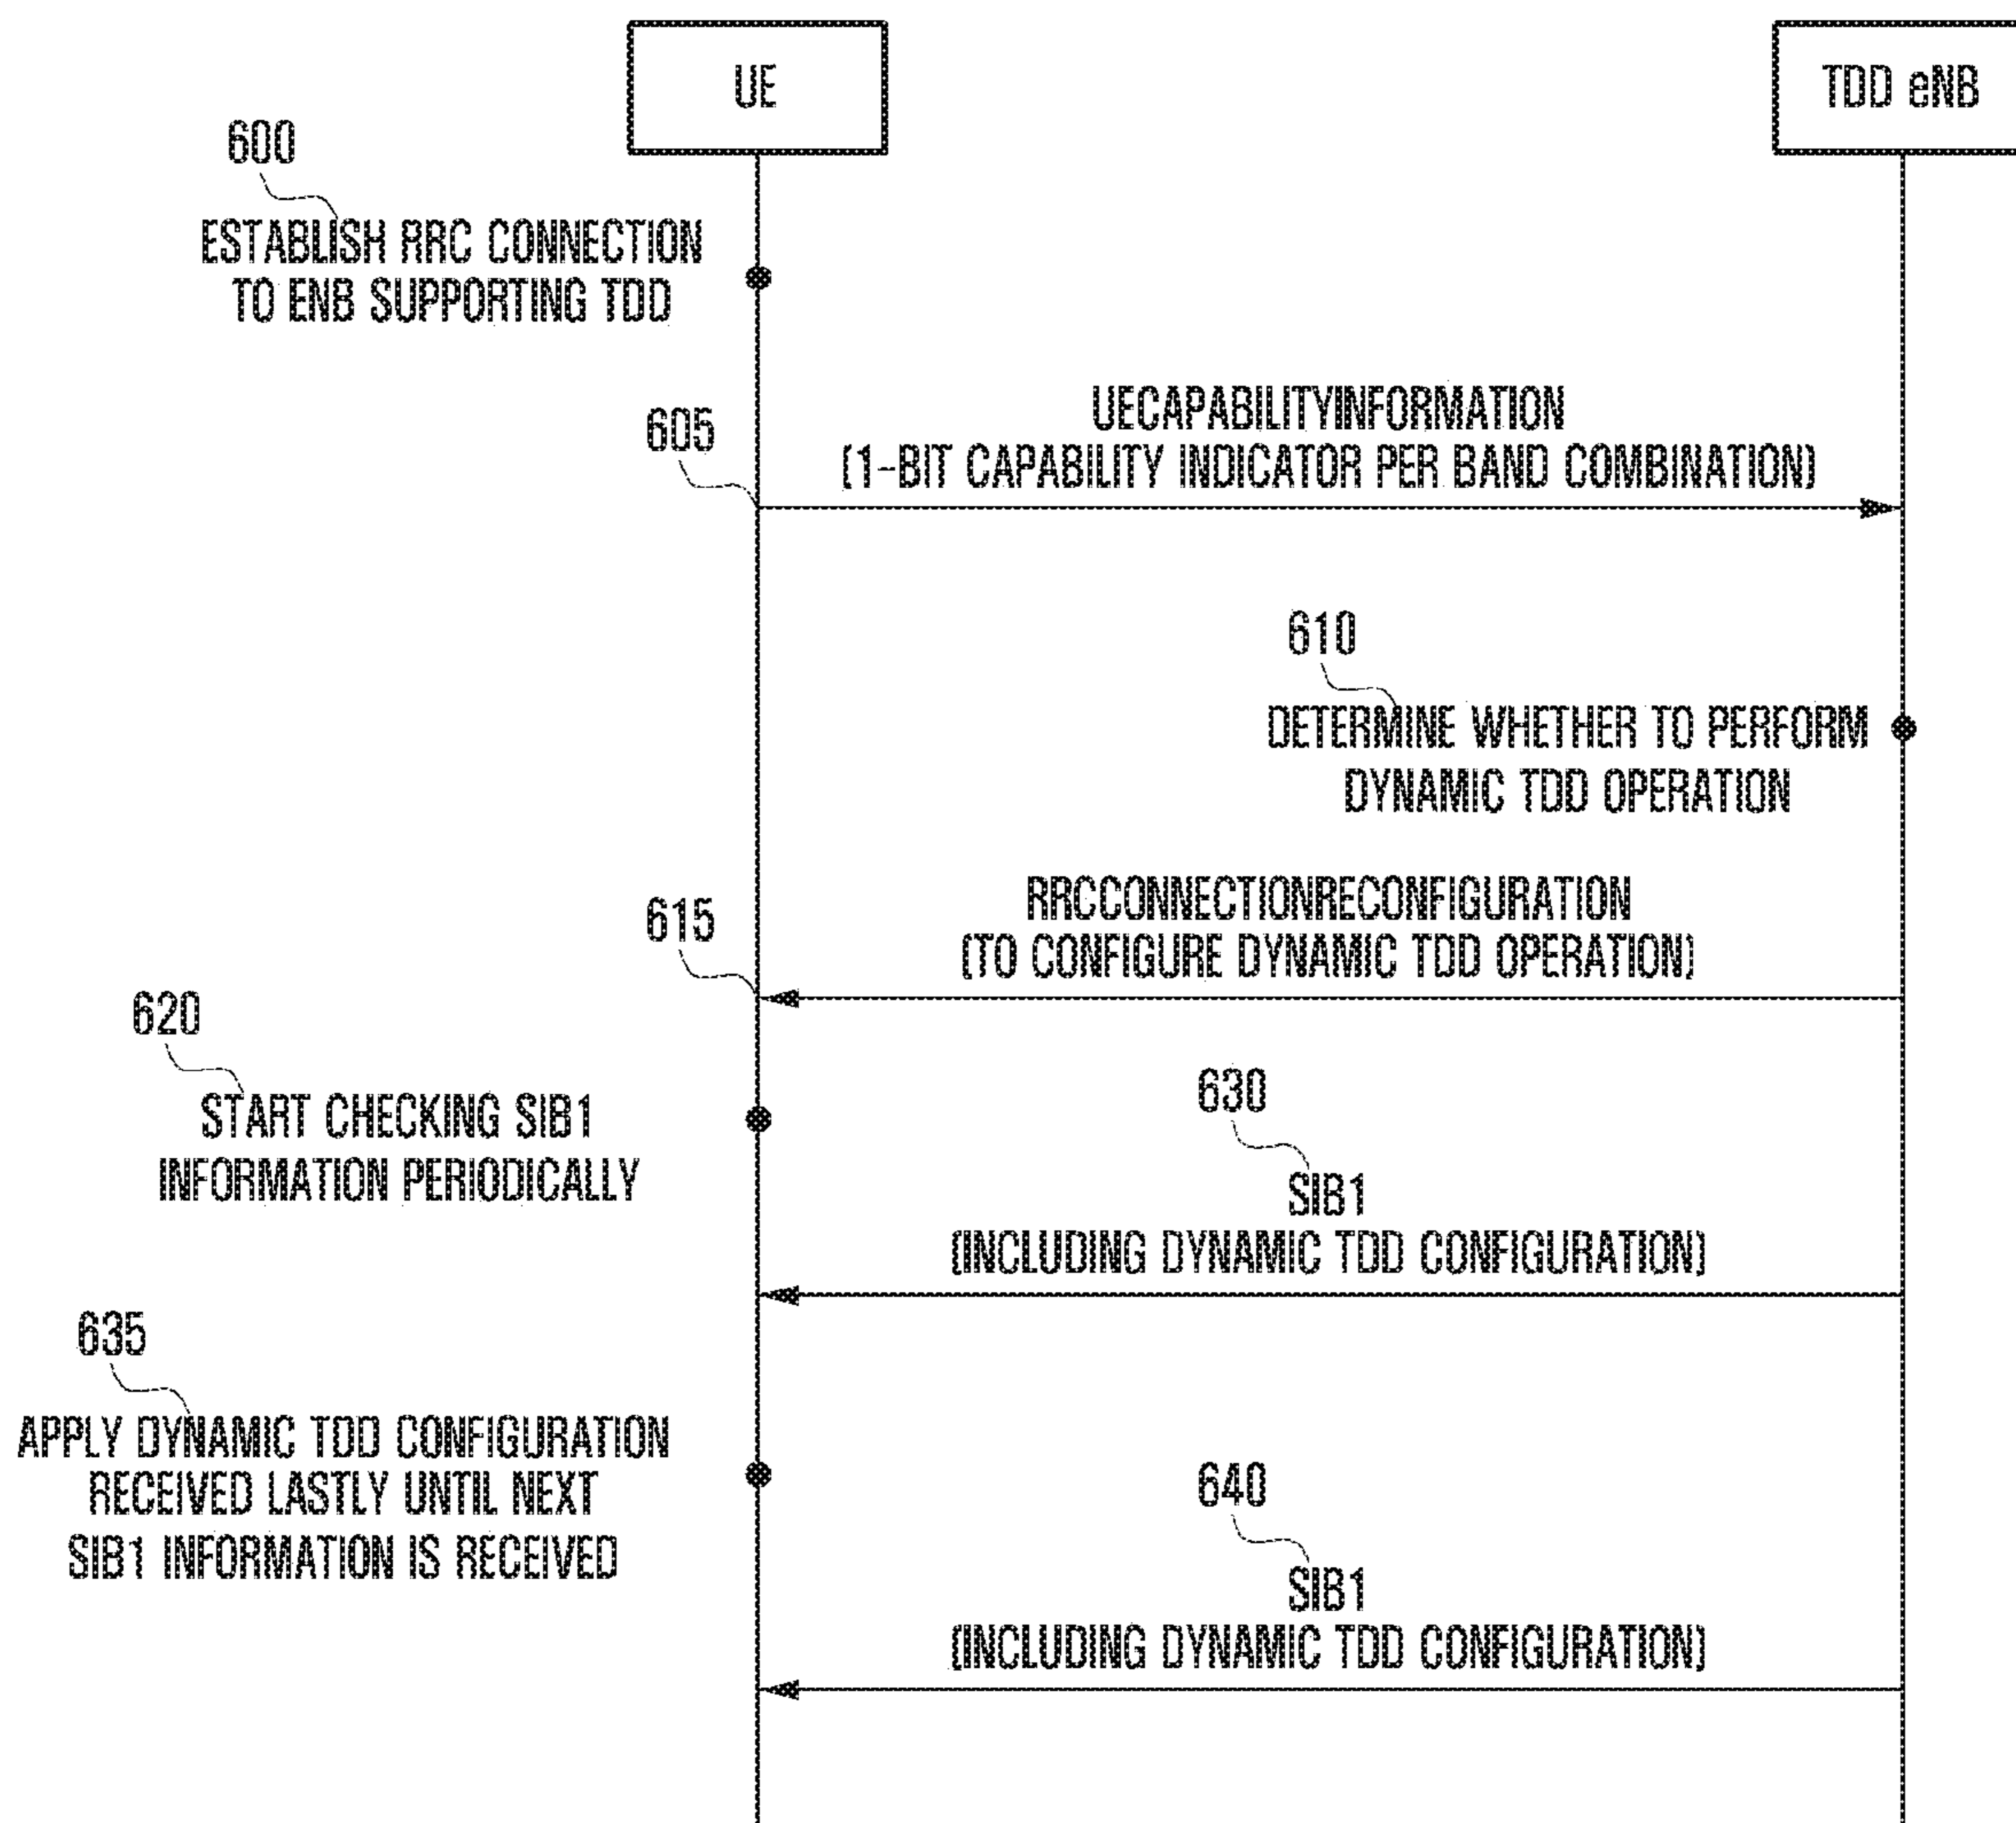 UE
TDD eNB
600
ESTABLISH RRC CONNECTION
TO ENB SUPPORTING TDD
605
UECAPABILITYINFORMATION
(1-BIT CAPABILITY INDICATOR PER BAND COMBINATION)
610
DETERMINE WHETHER TO PERFORM
DYNAMIC TDD OPERATION
615
RRCCONNECTIONRECONFIGURATION
(TO CONFIGURE DYNAMIC TDD OPERATION)
620
START CHECKING SIB1
INFORMATION PERIODICALLY
630
SIB1
(INCLUDING DYNAMIC TDD CONFIGURATION)
635
APPLY DYNAMIC TDD CONFIGURATION
RECEIVED LASTLY UNTIL NEXT
SIB1 INFORMATION IS RECEIVED
640
SIB1
(INCLUDING DYNAMIC TDD CONFIGURATION)